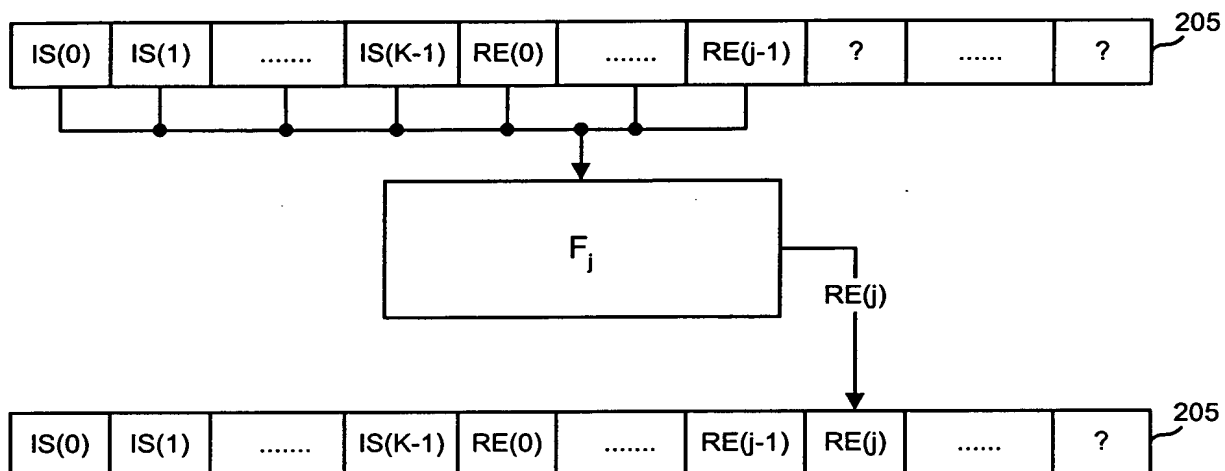 205
IS(0) IS(1) ....... IS(K-1) RE(0) ....... RE(j-1) ? ...... ?
Fj
RE(j)
205
IS(0) IS(1) ....... IS(K-1) RE(0) ....... RE(j-1) RE(j) ...... ?